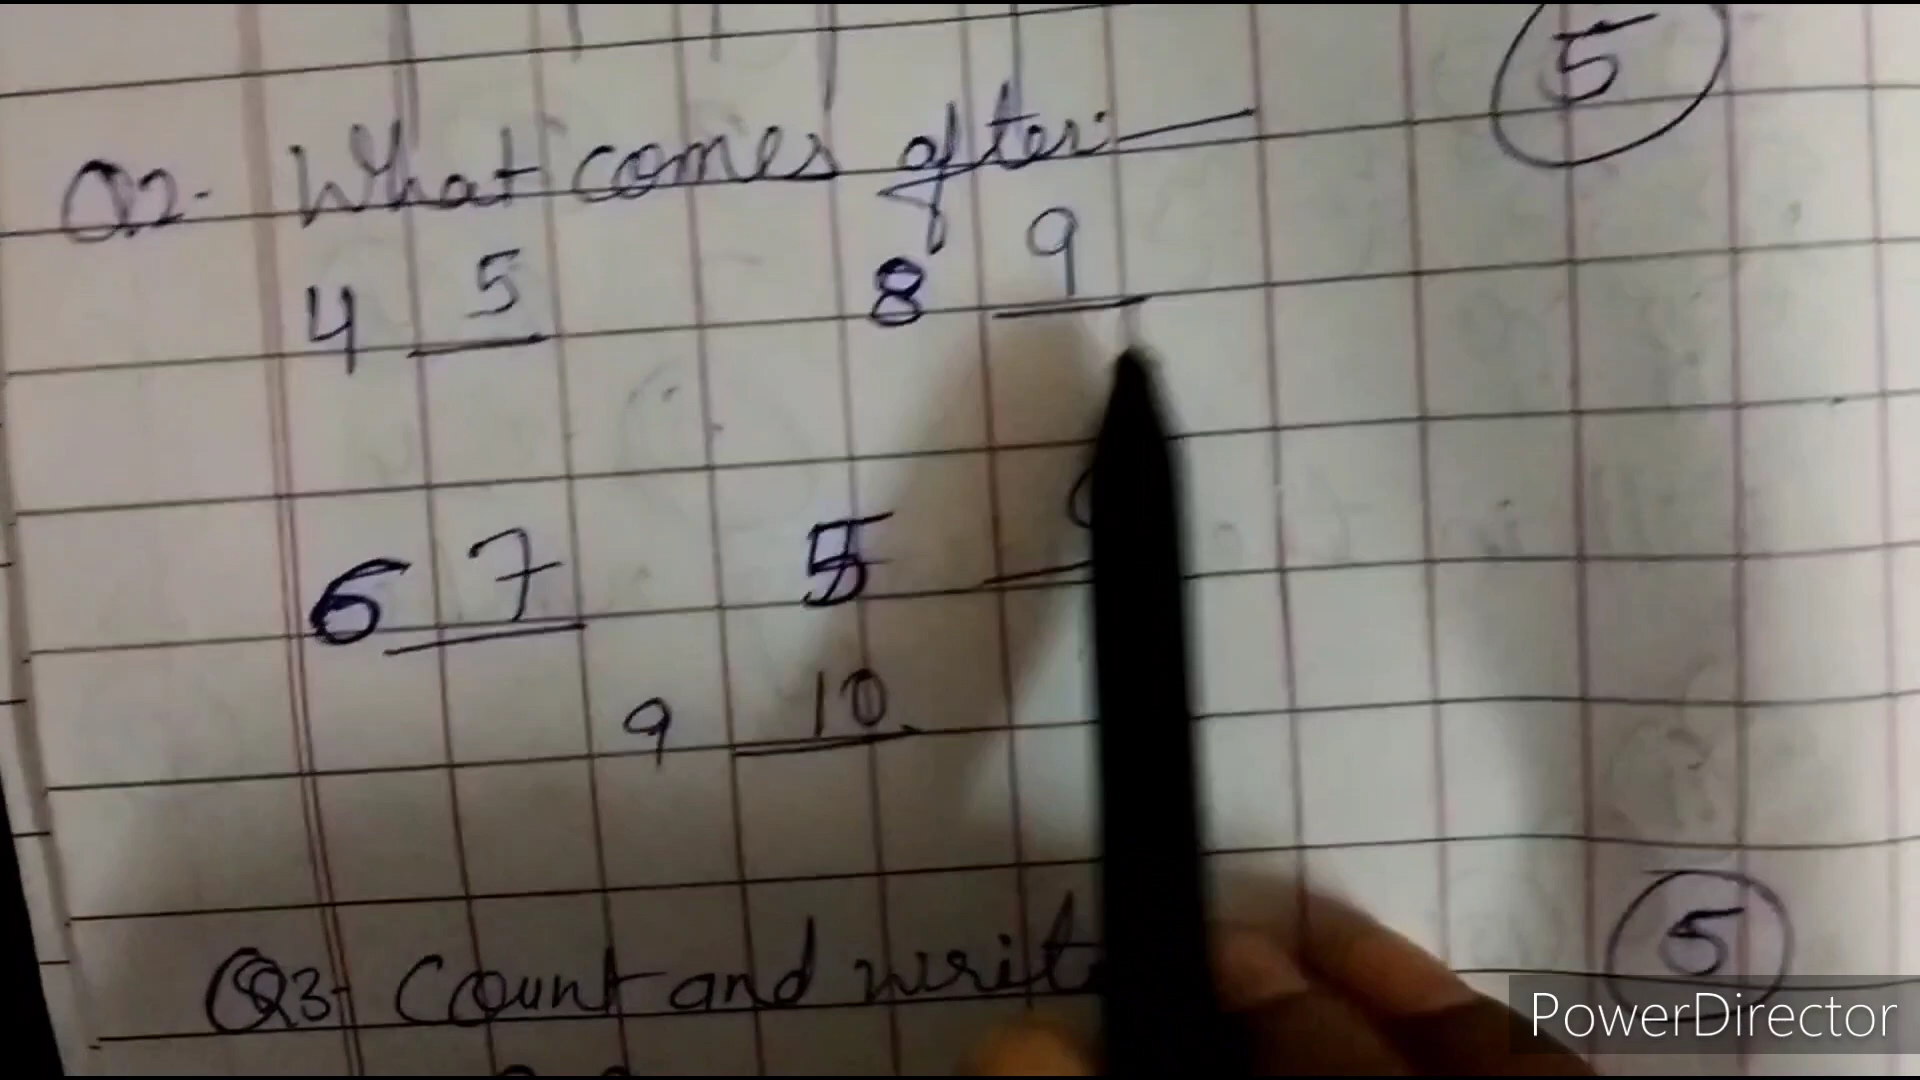 5
Q2- What comes after:—
4 5 8 9
6 7 5
9 10
Q3- Count and writ
5
PowerDirector